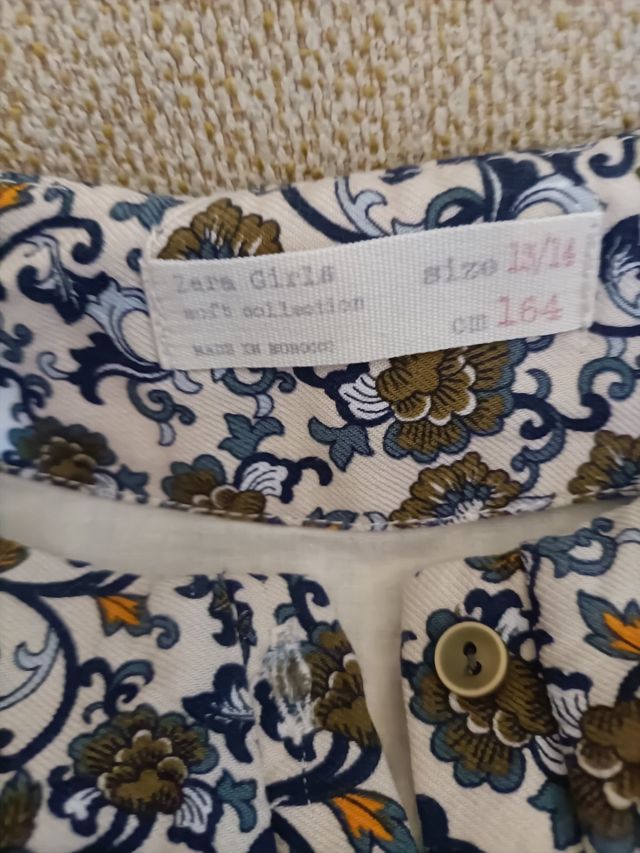 Zara Girls size 13/14
soft collection cm 164
MADE IN MOROCCO